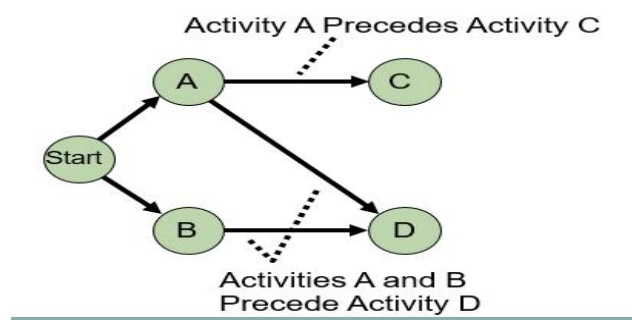 Activity A Precedes Activity C
A
C
Start
B
D
Activities A and B
Precede Activity D